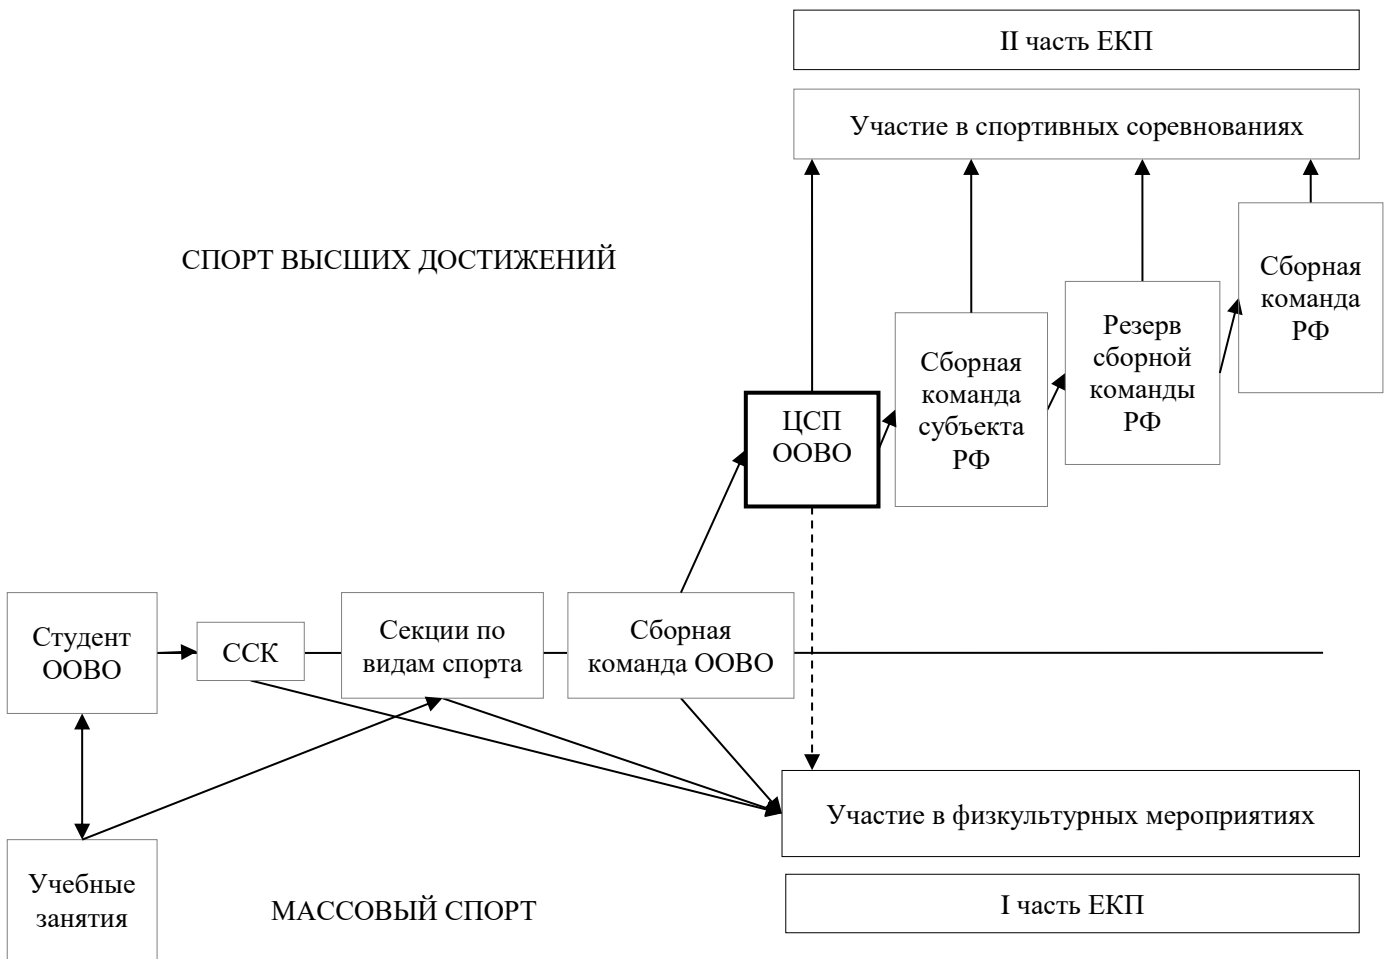 II часть ЕКП
Участие в спортивных соревнованиях
СПОРТ ВЫСШИХ ДОСТИЖЕНИЙ
Сборная
команда
РФ
Резерв
сборной
команды
РФ
Сборная
команда
субъекта
РФ
ЦСП
ООВО
Студент
ООВО
ССК
Секции по
видам спорта
Сборная
команда ООВО
Участие в физкультурных мероприятиях
Учебные
занятия
МАССОВЫЙ СПОРТ
I часть ЕКП